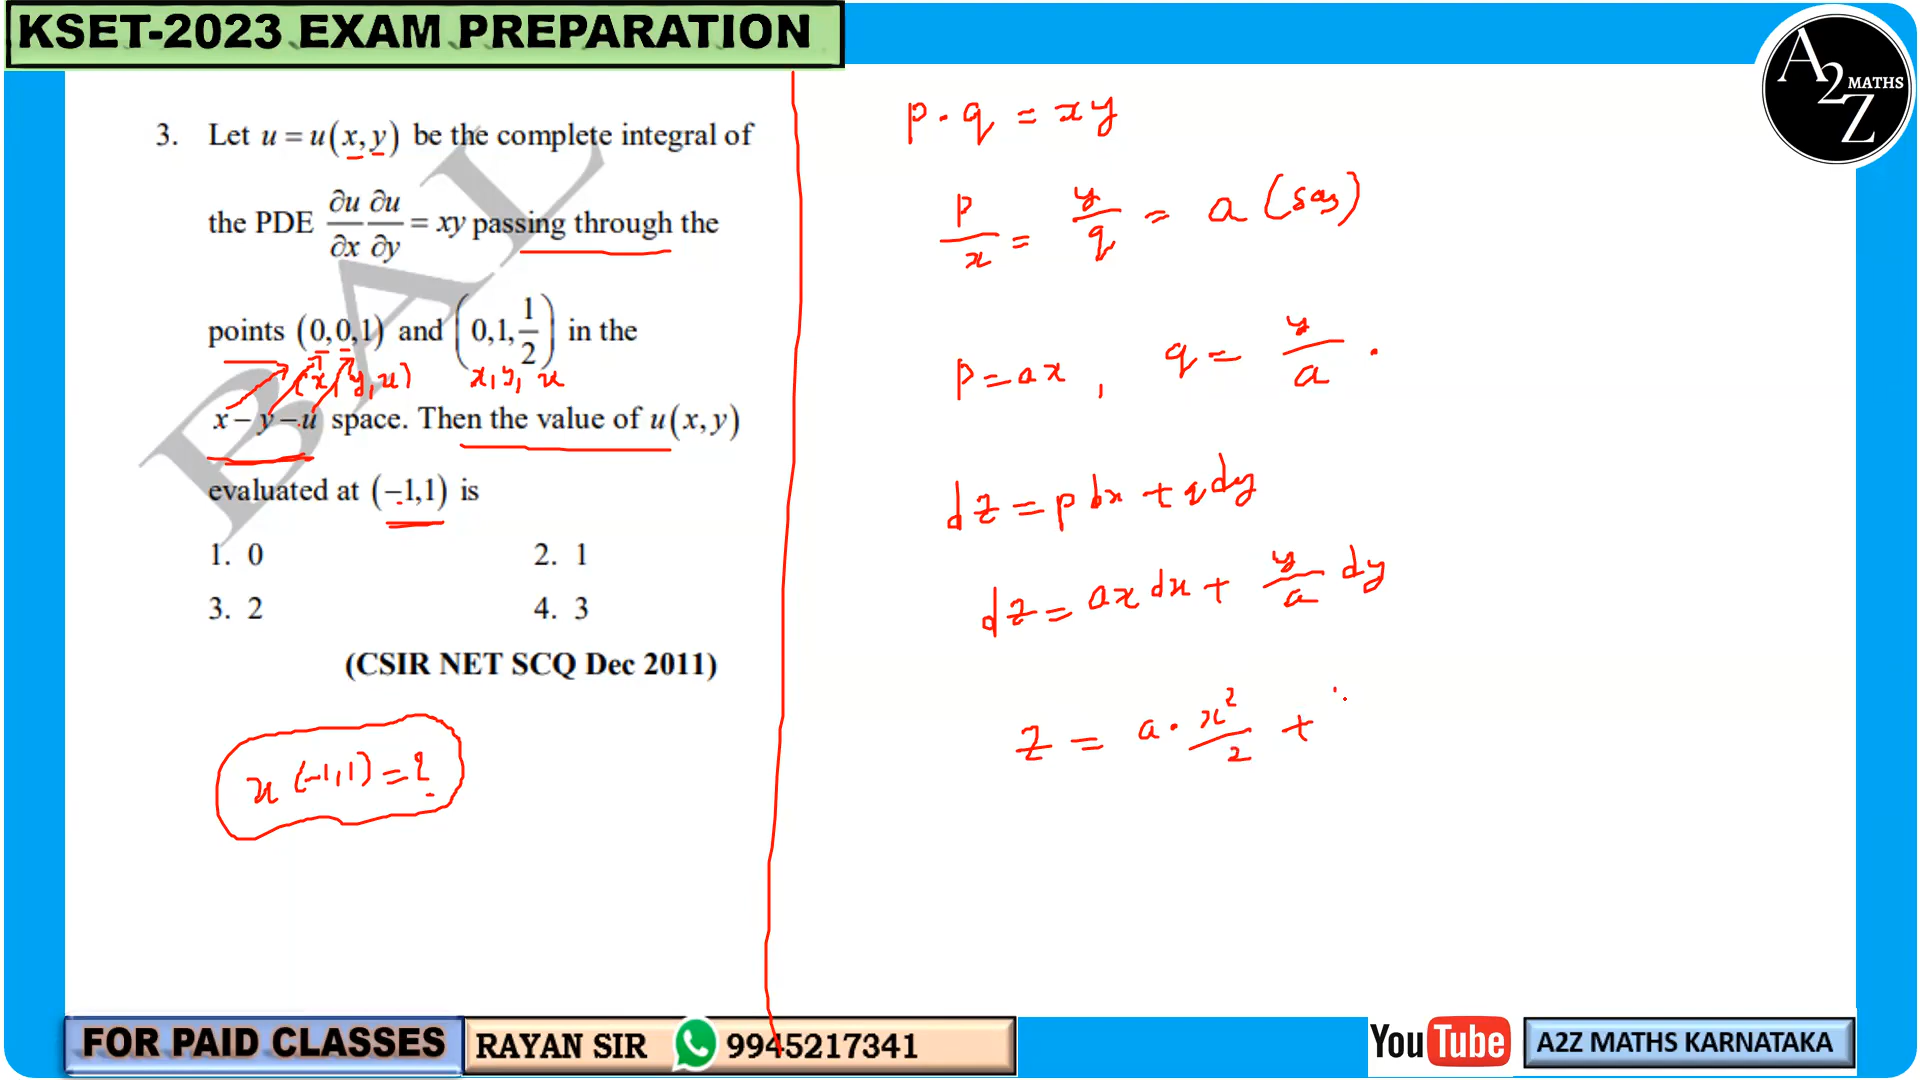 KSET-2023 EXAM PREPARATION
A2Z MATHS
3. Let u = u(x, y) be the complete integral of
the PDE ∂u/∂x ∂u/∂y = xy passing through the
points (0,0,1) and (0,1,1/2) in the
(x, y, u) x, y, u
x – y – u space. Then the value of u(x, y)
evaluated at (–1,1) is
1. 0 2. 1
3. 2 4. 3
(CSIR NET SCQ Dec 2011)
u(-1,1) = ?
p · q = xy
p/x = y/q = a (say)
p = ax, q = y/a .
dz = p dx + q dy
dz = ax dx + y/a dy
z = a · x²/2 +
BAL
FOR PAID CLASSES
RAYAN SIR 9945217341
YouTube
A2Z MATHS KARNATAKA